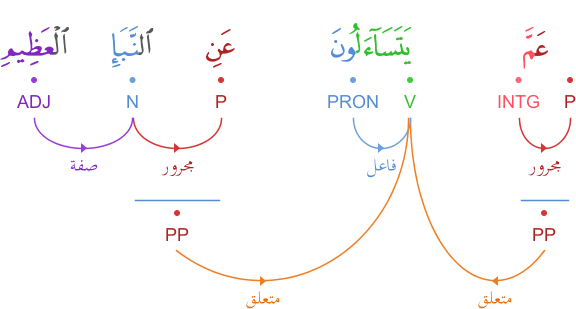 عَمَّ يَتَسَآءَلُونَ عَنِ ٱلنَّبَإِ ٱلْعَظِيمِ
P INTG V PRON P N ADJ
مجرور فاعل مجرور صفة
PP PP
متعلق متعلق